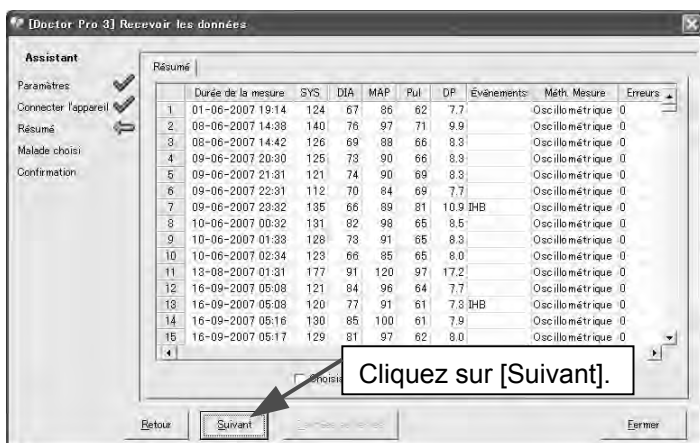 [Doctor Pro 3] Recevoir les données
Assistant
Paramètres
Connecter l'appareil
Résumé
Malade choisi
Confirmation
Résumé
Durée de la mesure SYS DIA MAP Pul DP Evénements Méth. Mesure Erreurs
1 01-06-2007 19:14 124 67 86 62 7.7 Oscillométrique 0
2 08-06-2007 14:38 140 76 97 71 9.9 Oscillométrique 0
3 08-06-2007 14:42 126 69 88 66 8.3 Oscillométrique 0
4 09-06-2007 20:30 125 73 90 66 8.3 Oscillométrique 0
5 09-06-2007 21:31 121 74 90 69 8.3 Oscillométrique 0
6 09-06-2007 22:31 112 70 84 69 7.7 Oscillométrique 0
7 09-06-2007 23:32 135 66 89 81 10.9 IHB Oscillométrique 0
8 10-06-2007 00:32 131 82 98 65 8.5 Oscillométrique 0
9 10-06-2007 01:33 128 73 91 65 8.3 Oscillométrique 0
10 10-06-2007 02:34 123 66 85 65 8.0 Oscillométrique 0
11 13-08-2007 01:31 177 91 120 97 17.2 Oscillométrique 0
12 16-09-2007 05:08 121 84 96 64 7.7 Oscillométrique 0
13 16-09-2007 05:08 120 77 91 61 7.3 IHB Oscillométrique 0
14 16-09-2007 05:16 130 85 100 61 7.9 Oscillométrique 0
15 16-09-2007 05:17 129 81 97 62 8.0 Oscillométrique 0
Cliquez sur [Suivant].
Retour Suivant Fermer